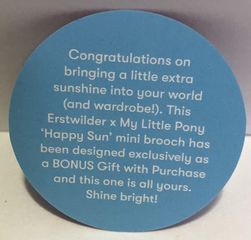 Congratulations on
bringing a little extra
sunshine into your world
(and wardrobe!). This
Erstwilder x My Little Pony
‘Happy Sun’ mini brooch has
been designed exclusively as
a BONUS Gift with Purchase
and this one is all yours.
Shine bright!